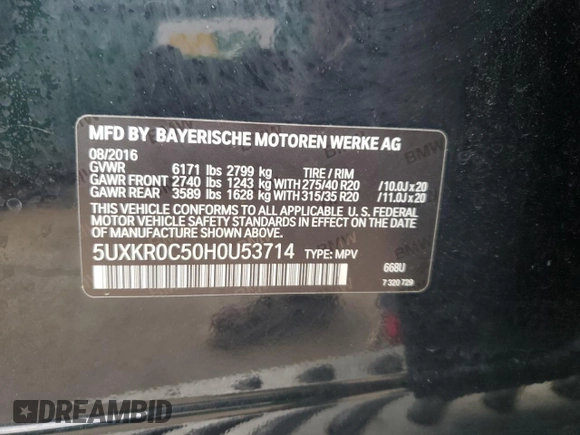 MFD BY BAYERISCHE MOTOREN WERKE AG
08/2016
GVWR 6171 lbs 2799 kg TIRE / RIM
GAWR FRONT 2740 lbs 1243 kg WITH 275/40 R20 /10.0J x 20
GAWR REAR 3589 lbs 1628 kg WITH 315/35 R20 /11.0J x 20
THIS VEHICLE CONFORMS TO ALL APPLICABLE U. S. FEDERAL
MOTOR VEHICLE SAFETY STANDARDS IN EFFECT ON THE DATE
OF MANUFACTURE SHOWN ABOVE.
5UXKR0C50H0U53714 TYPE: MPV
668U
7 320 729
DREAMBID